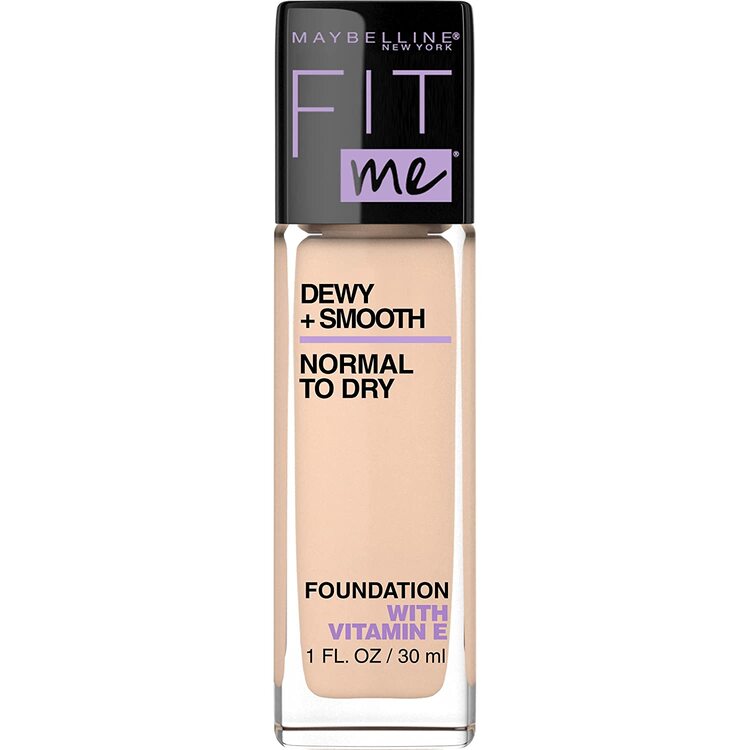 MAYBELLINE®
NEW YORK
FIT
me®
DEWY
+ SMOOTH
NORMAL
TO DRY
FOUNDATION
WITH
VITAMIN E
1 FL. OZ / 30 ml